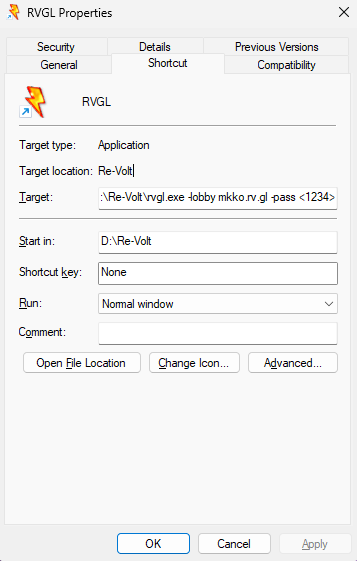 RVGL Properties
Security Details Previous Versions
General Shortcut Compatibility
RVGL
Target type: Application
Target location: Re-Volt
Target: :\Re-Volt\rvgl.exe -lobby mkko.rv.gl -pass <1234>
Start in: D:\Re-Volt
Shortcut key: None
Run: Normal window
Comment:
Open File Location Change Icon... Advanced...
OK Cancel Apply